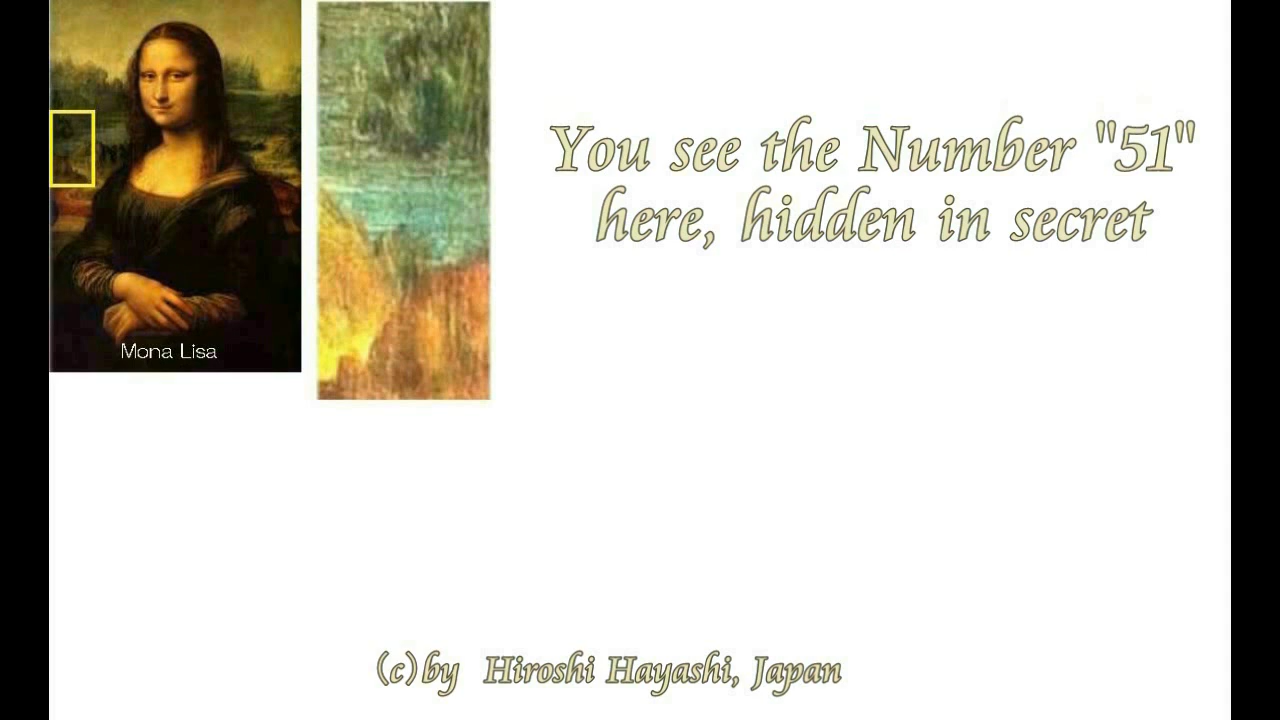 You see the Number "51"
here, hidden in secret
Mona Lisa
(c)by Hiroshi Hayashi, Japan